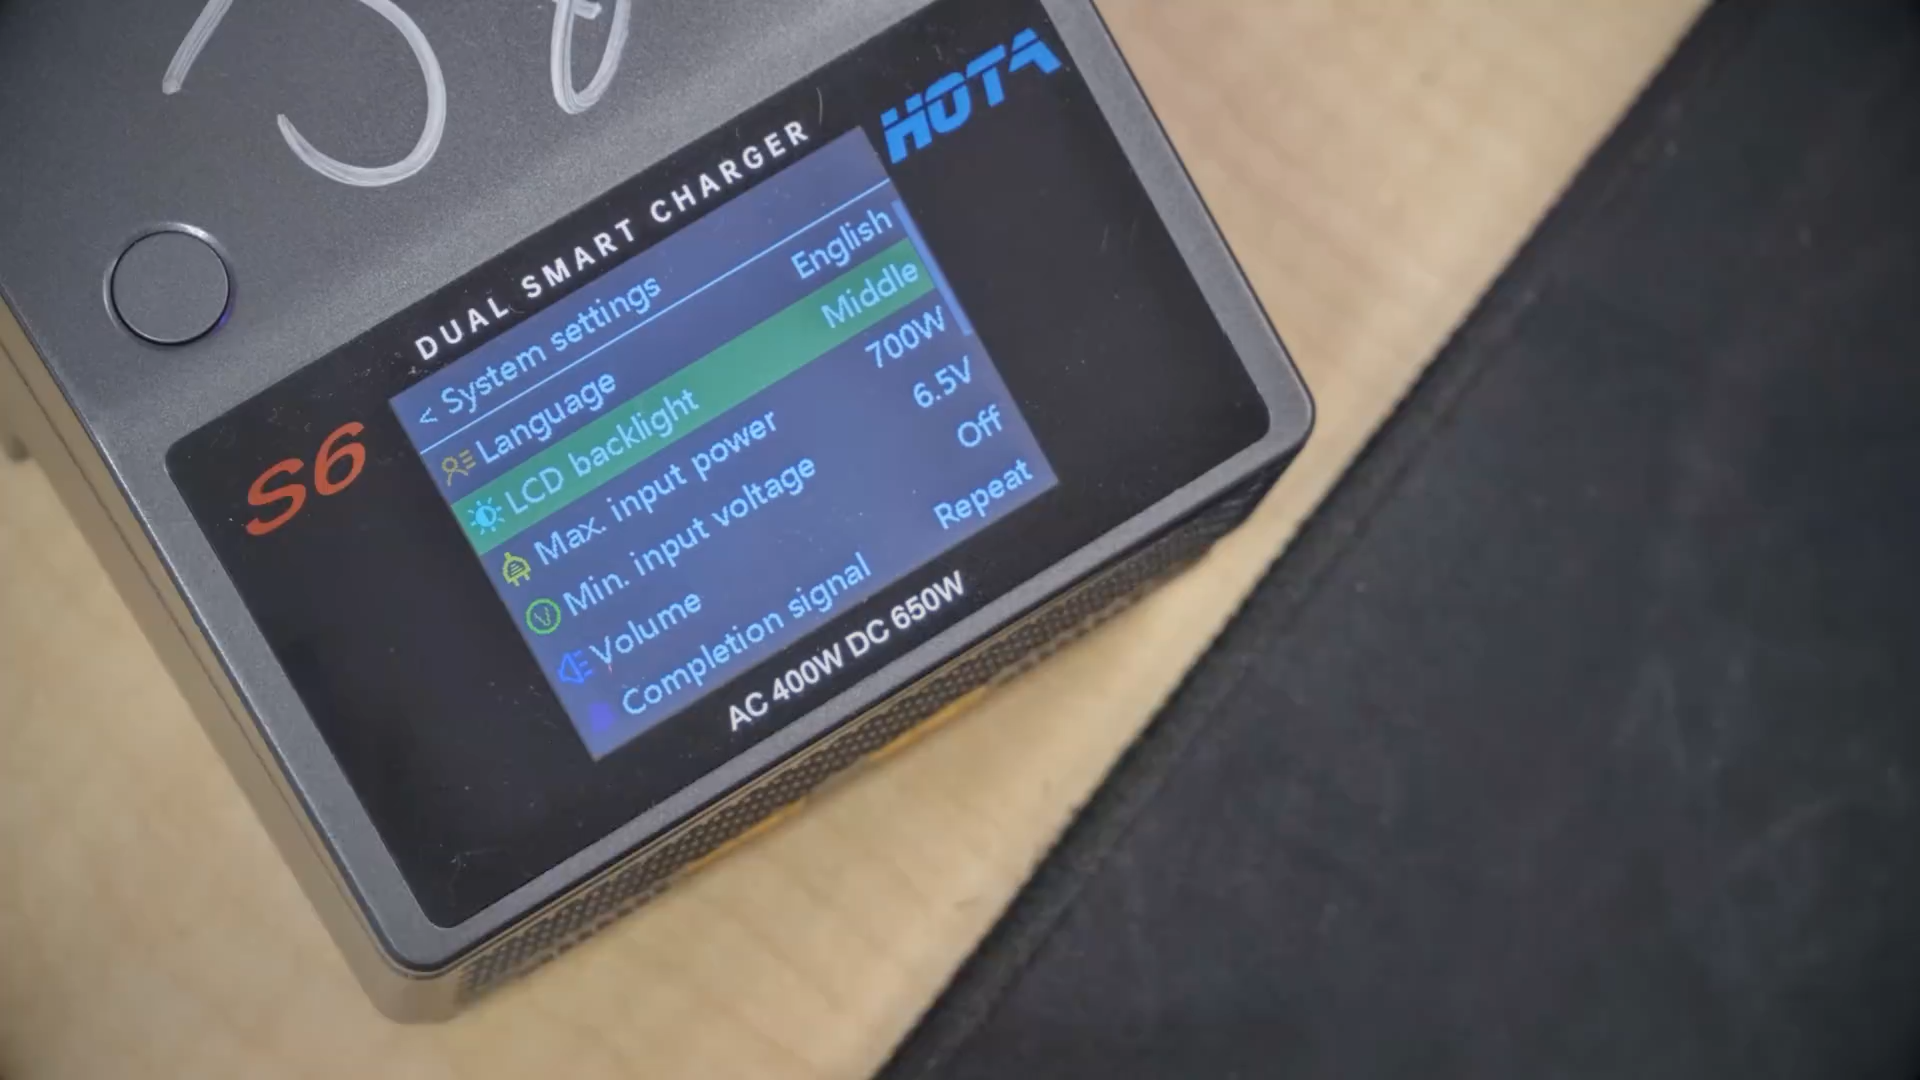 HOTA
DUAL SMART CHARGER
S6
< System settings
Language English
LCD backlight Middle
Max. input power 700W
Min. input voltage 6.5V
Volume Off
Completion signal Repeat
AC 400W DC 650W